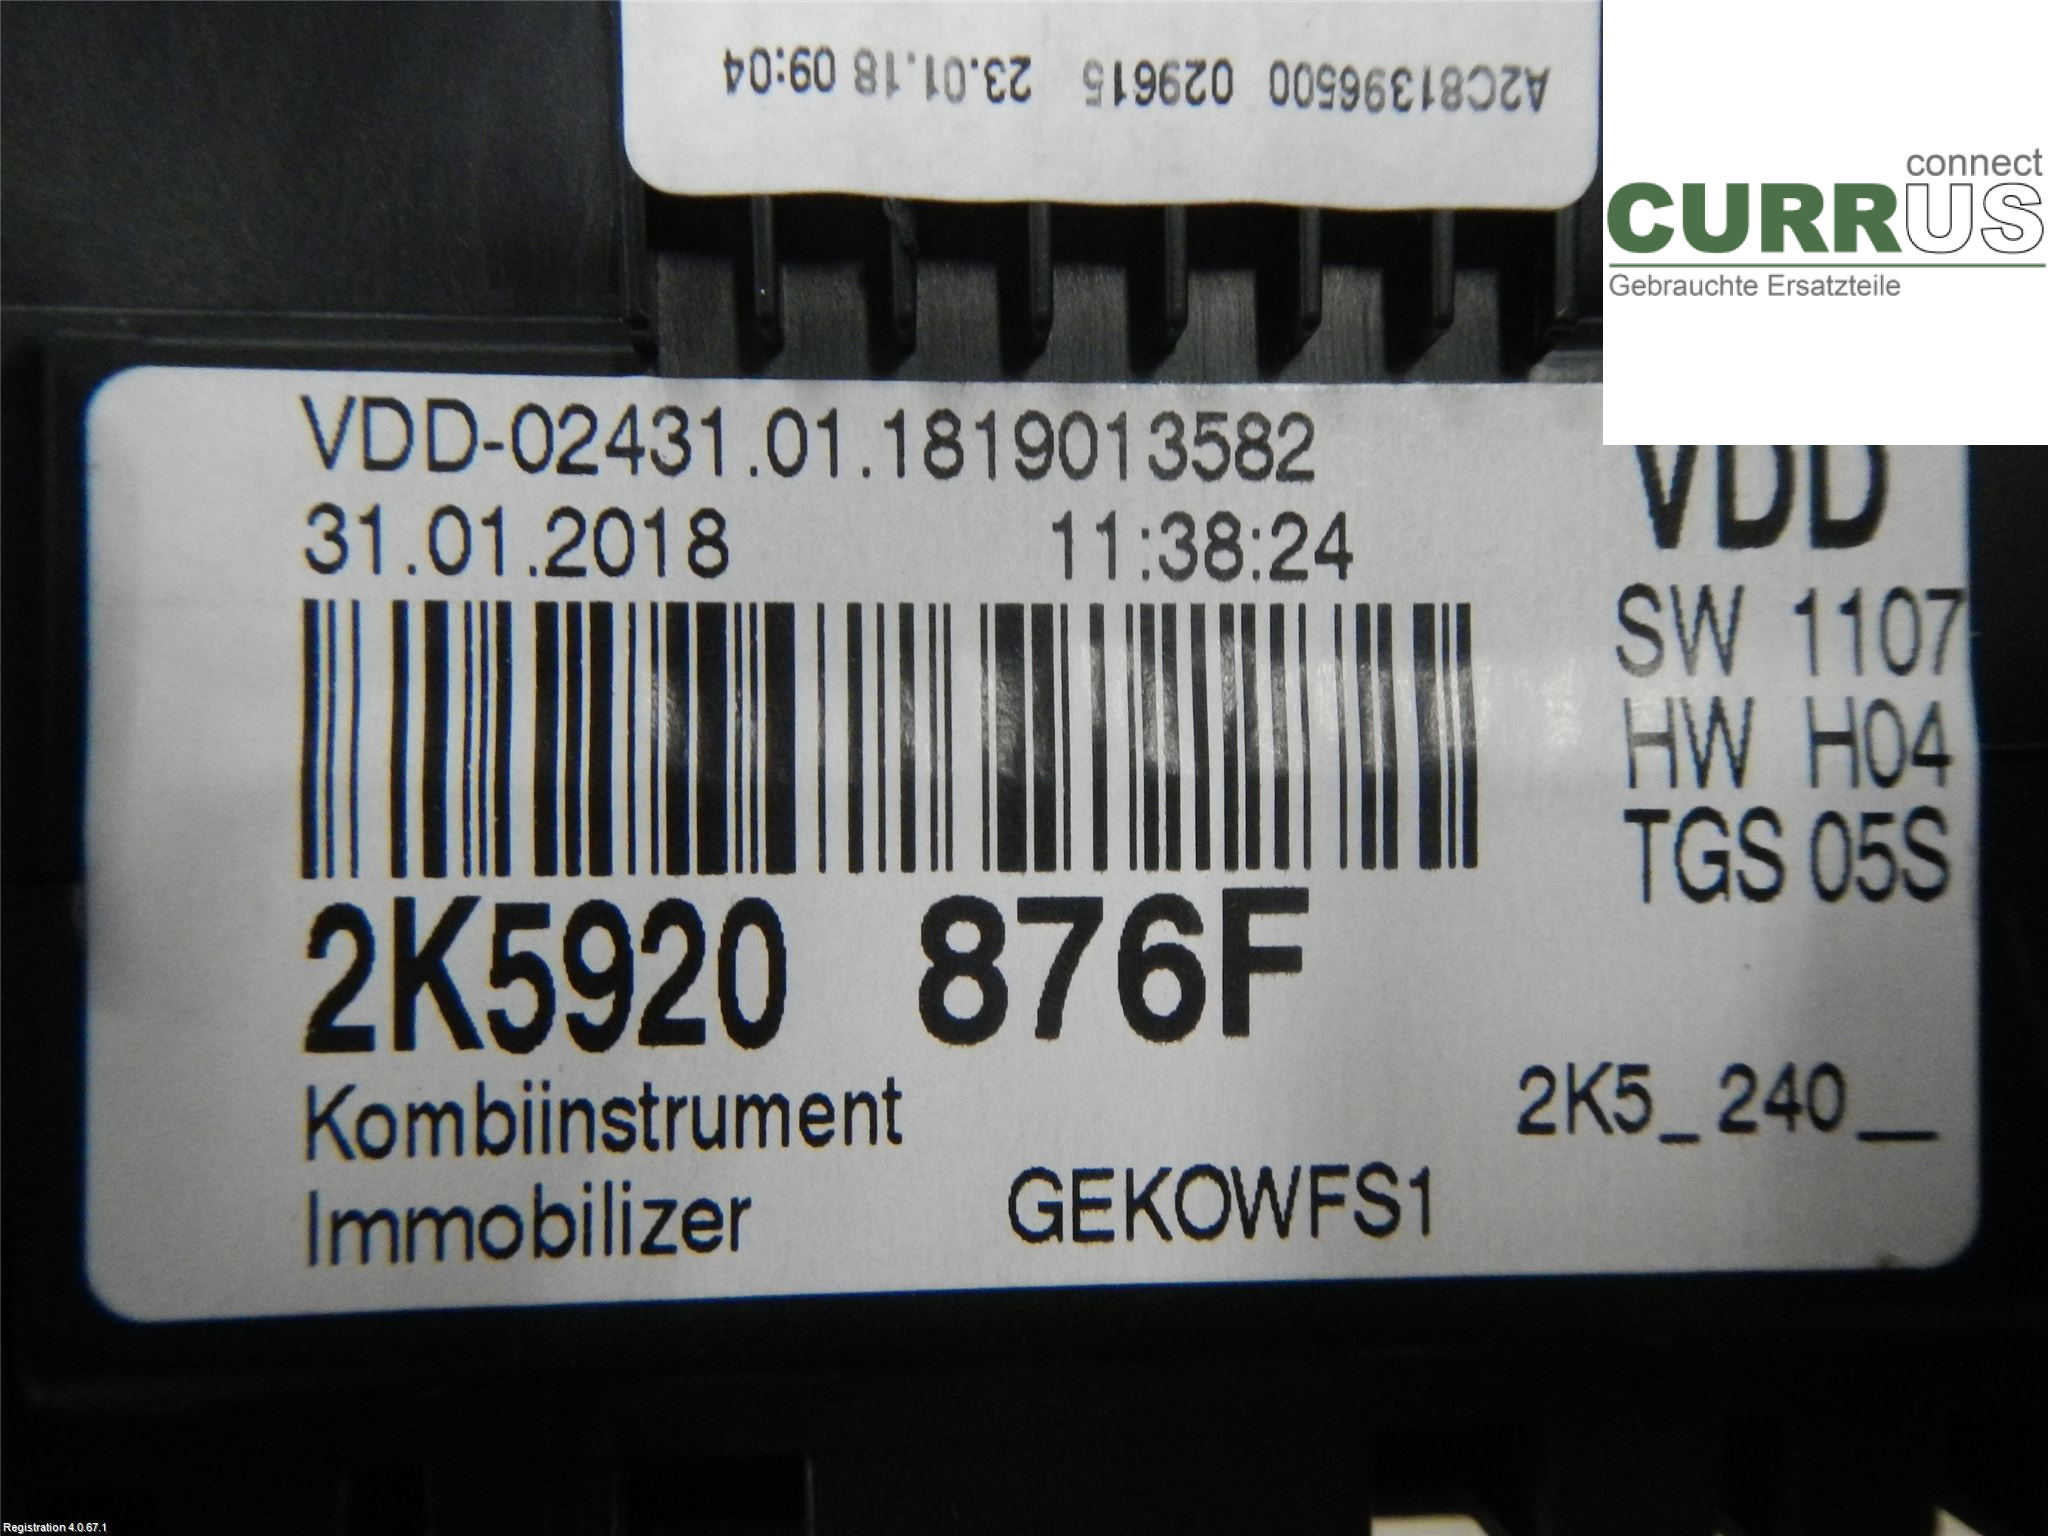 A2C81396500 029615 23.01.18 09:04
connect
CURRUS
Gebrauchte Ersatzteile
VDD-02431.01.1819013582
31.01.2018 11:38:24
VDD
SW 1107
HW H04
TGS 05S
2K5920 876F
Kombiinstrument
2K5_240__
Immobilizer
GEKOWFS1
Registration 4.0.67.1